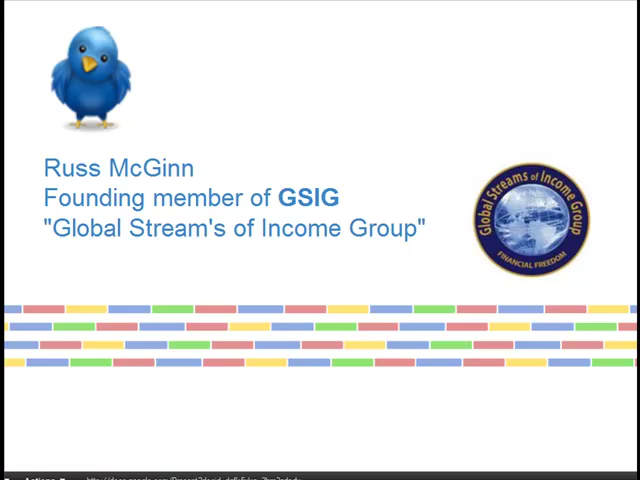 Russ McGinn
Founding member of GSIG
"Global Stream's of Income Group"
Global Streams of Income Group
FINANCIAL FREEDOM